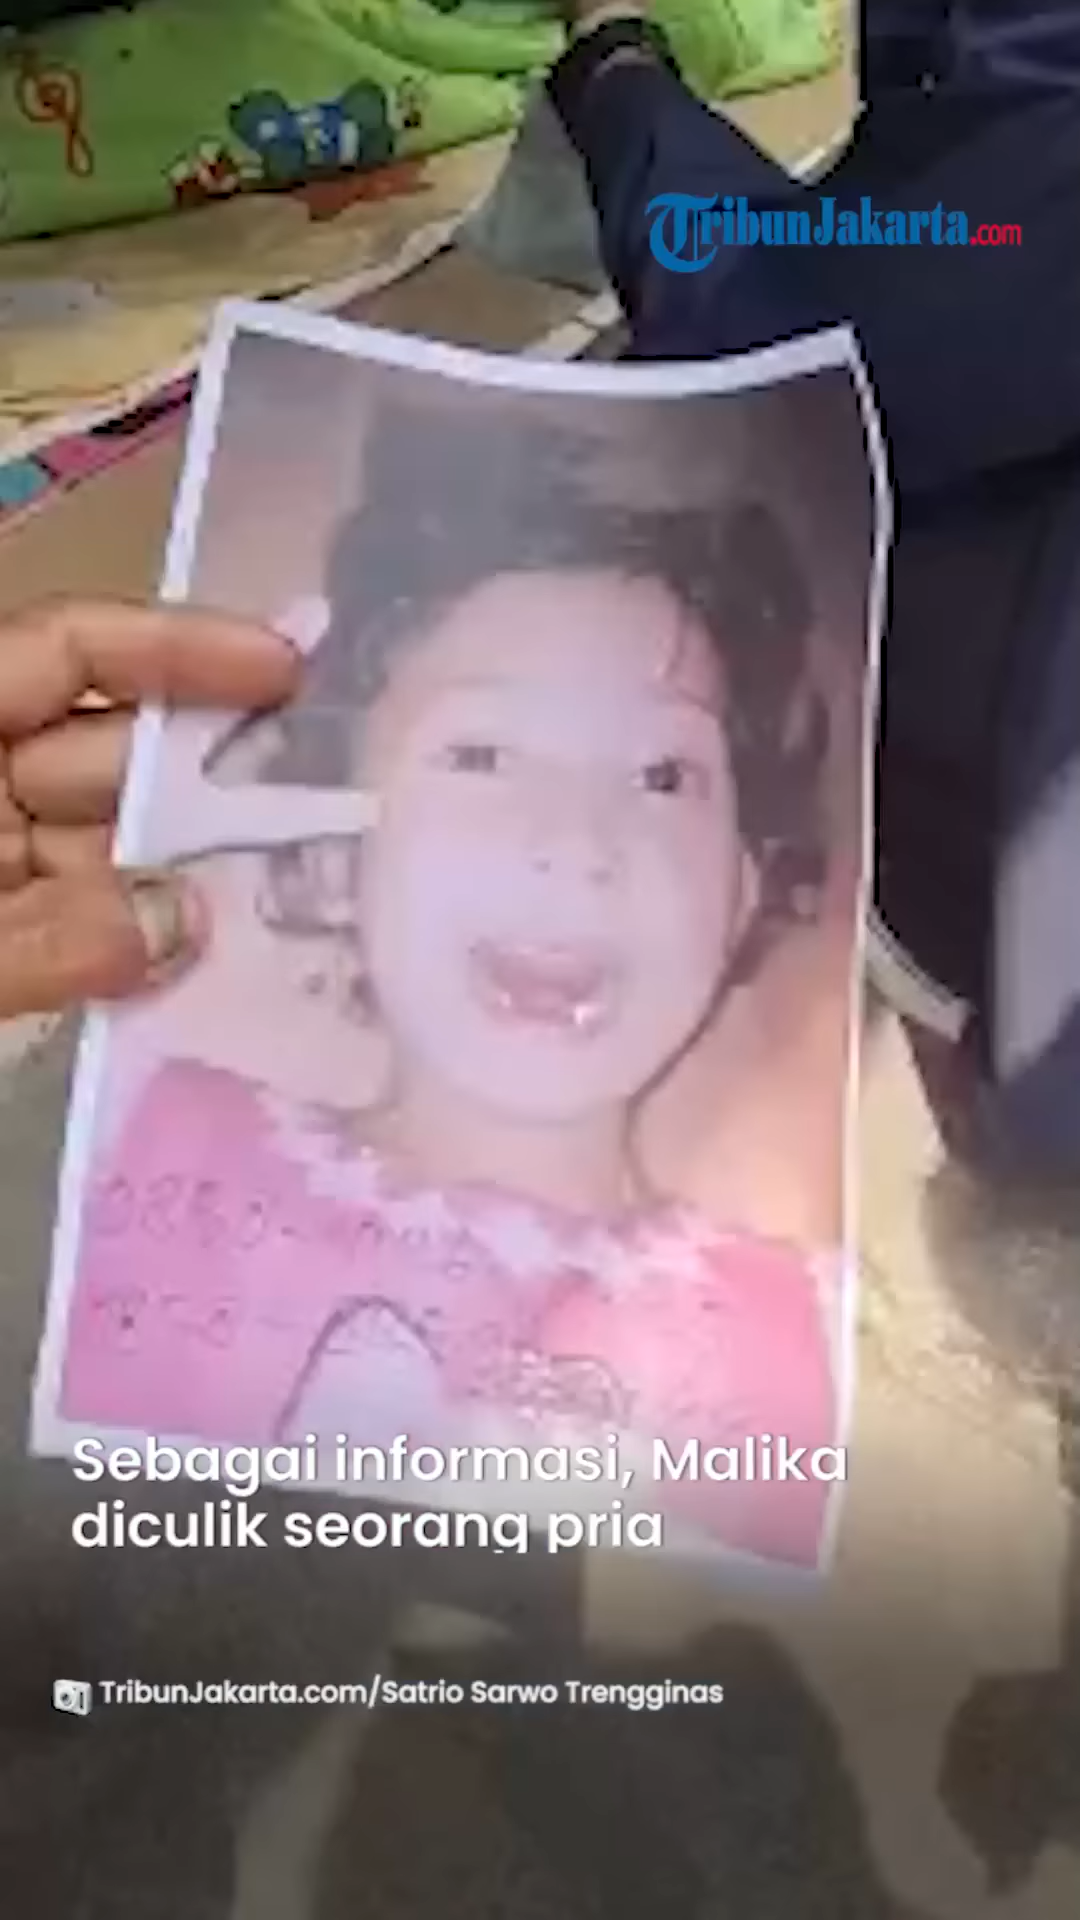 TribunJakarta.com
Sebagai informasi, Malika
diculik seorang pria
TribunJakarta.com/Satrio Sarwo Trengginas